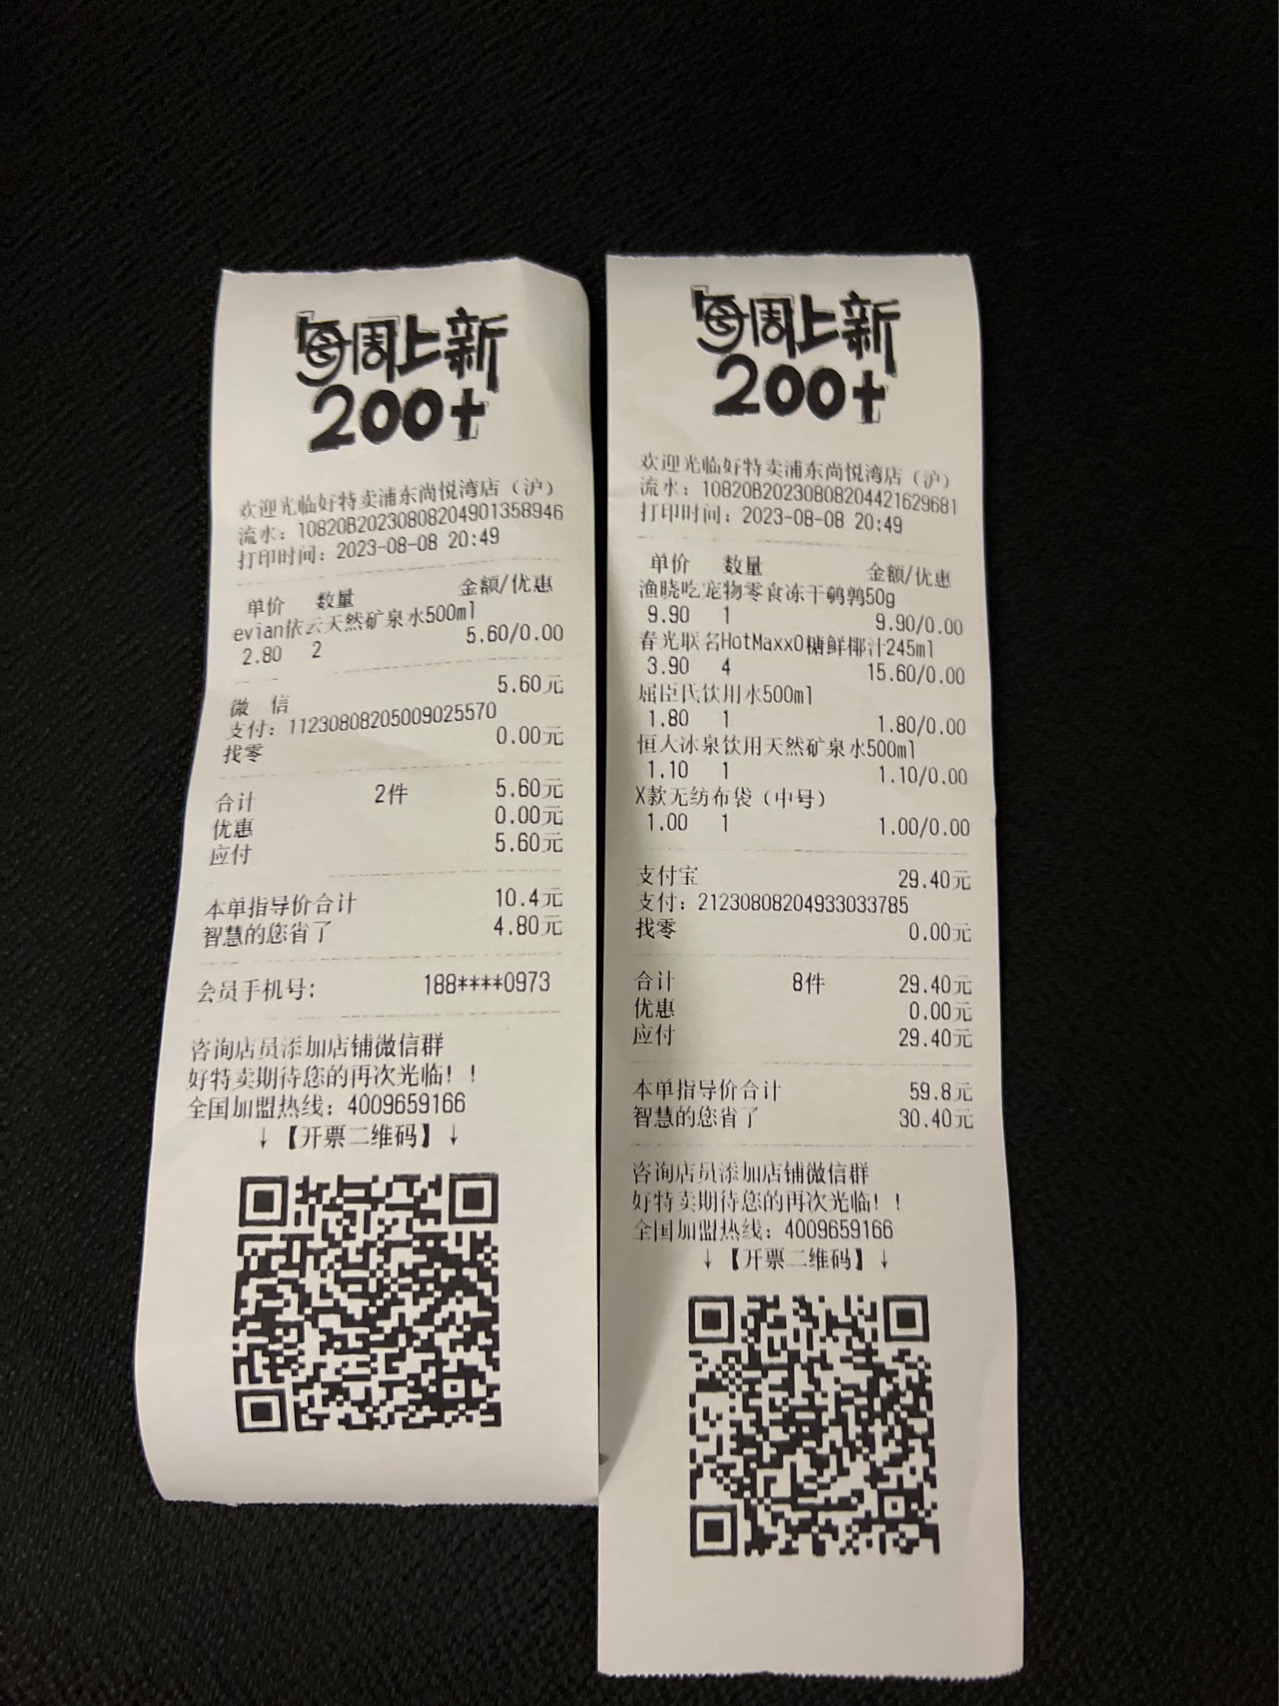 每周上新
200+
欢迎光临好特卖浦东尚悦湾店（沪）
流水：10820B20230808204901358946
打印时间：2023-08-08 20:49
单价 数量 金额/优惠
evian依云天然矿泉水500ml
2.80 2 5.60/0.00
微 信 5.60元
支付：11230808205009025570
找零 0.00元
合计 2件 5.60元
优惠 0.00元
应付 5.60元
本单指导价合计 10.4元
智慧的您省了 4.80元
会员手机号： 188****0973
咨询店员添加店铺微信群
好特卖期待您的再次光临！！
全国加盟热线：4009659166
↓【开票二维码】↓
每周上新
200+
欢迎光临好特卖浦东尚悦湾店（沪）
流水：10820B20230808204421629681
打印时间：2023-08-08 20:49
单价 数量 金额/优惠
渔晓吃宠物零食冻干鹌鹑50g
9.90 1 9.90/0.00
春光联名HotMaxx0糖鲜椰汁245ml
3.90 4 15.60/0.00
屈臣氏饮用水500ml
1.80 1 1.80/0.00
恒大冰泉饮用天然矿泉水500ml
1.10 1 1.10/0.00
X款无纺布袋（中号）
1.00 1 1.00/0.00
支付宝 29.40元
支付：21230808204933033785
找零 0.00元
合计 8件 29.40元
优惠 0.00元
应付 29.40元
本单指导价合计 59.8元
智慧的您省了 30.40元
咨询店员添加店铺微信群
好特卖期待您的再次光临！！
全国加盟热线：4009659166
↓【开票二维码】↓